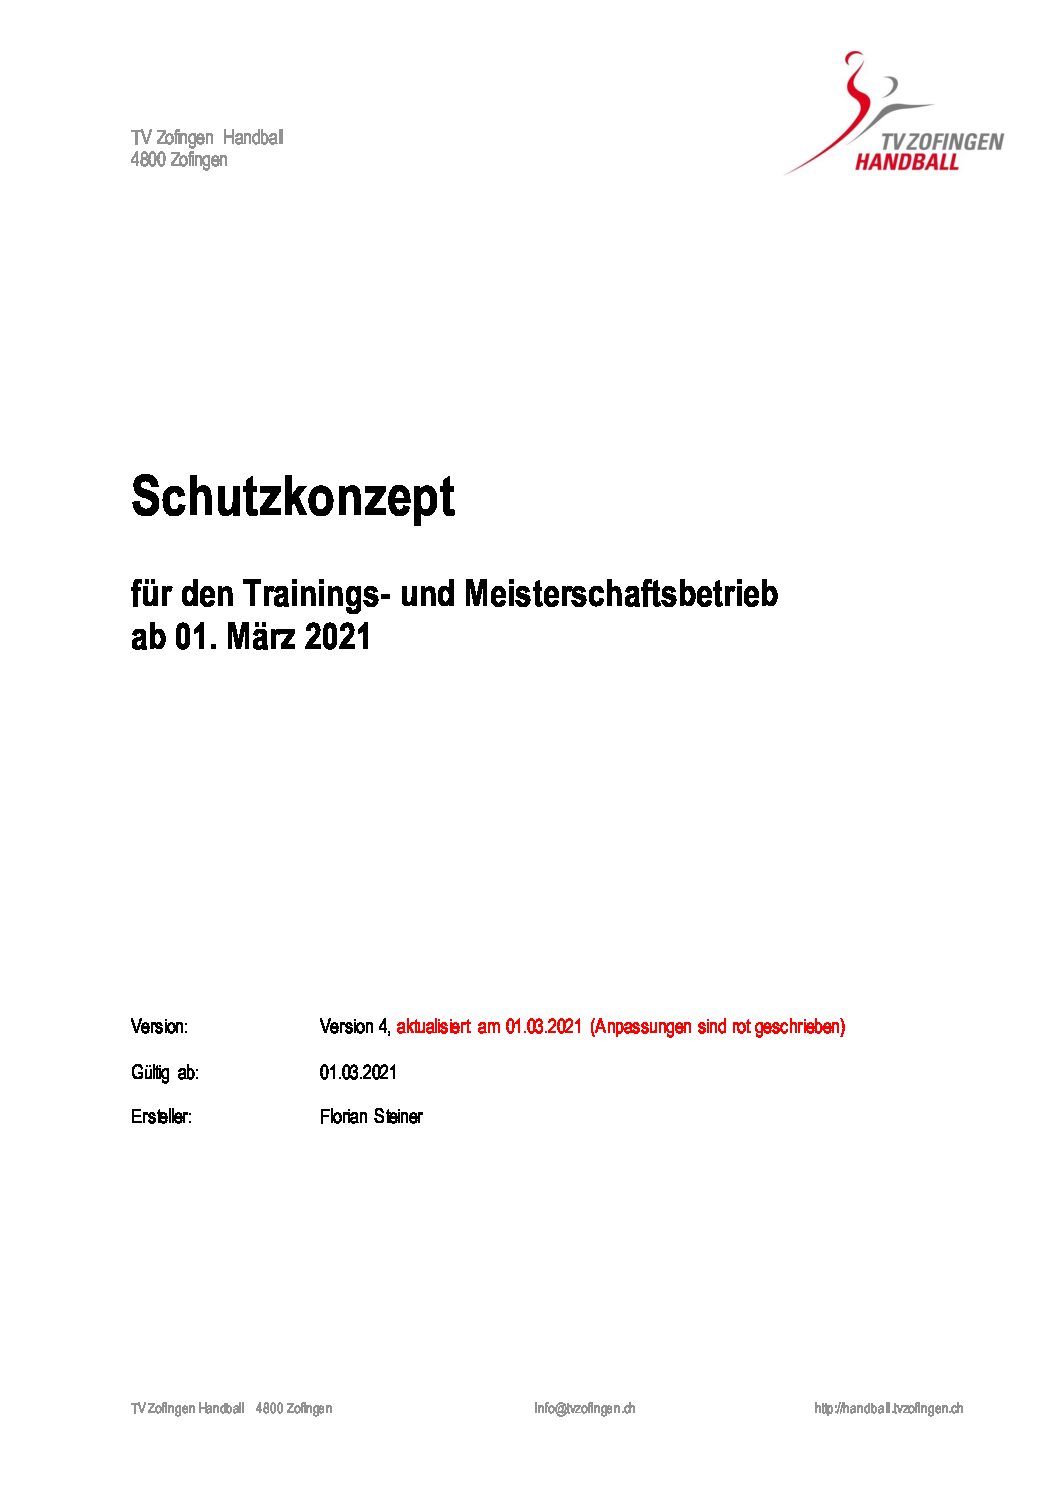 TV Zofingen Handball
4800 Zofingen
TV ZOFINGEN
HANDBALL
Schutzkonzept
für den Trainings- und Meisterschaftsbetrieb
ab 01. März 2021
Version: Version 4, aktualisiert am 01.03.2021 (Anpassungen sind rot geschrieben)
Gültig ab: 01.03.2021
Ersteller: Florian Steiner
TV Zofingen Handball 4800 Zofingen info@tvzofingen.ch http://handball.tvzofingen.ch